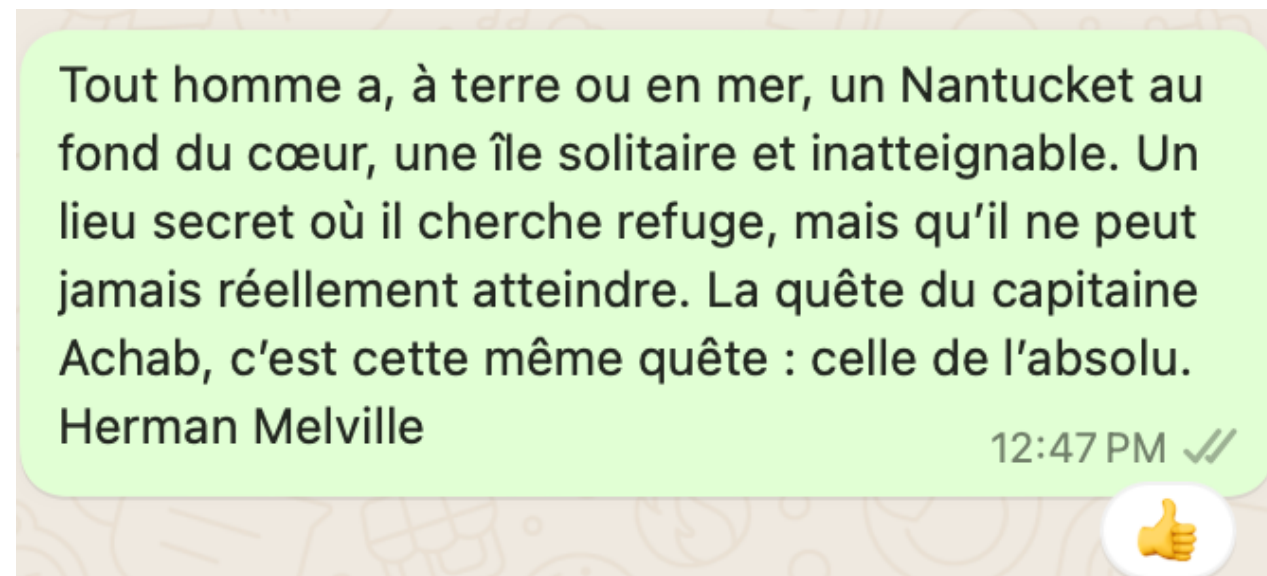 Tout homme a, à terre ou en mer, un Nantucket au
fond du cœur, une île solitaire et inatteignable. Un
lieu secret où il cherche refuge, mais qu’il ne peut
jamais réellement atteindre. La quête du capitaine
Achab, c’est cette même quête : celle de l’absolu.
Herman Melville
12:47 PM